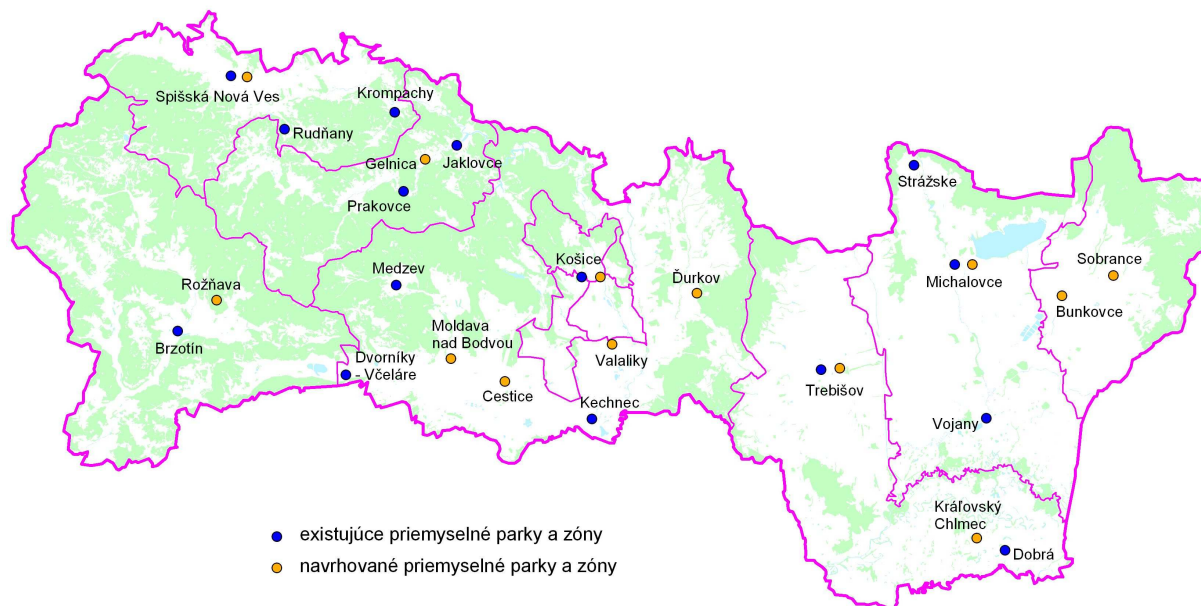 Spišská Nová Ves
Krompachy
Rudňany
Gelnica
Jaklovce
Prakovce
Strážske
Medzev
Košice
Ďurkov
Michalovce
Sobrance
Bunkovce
Rožňava
Brzotín
Moldava
nad Bodvou
Dvorníky
- Včeláre
Cestice
Valaliky
Kechnec
Trebišov
Vojany
Kráľovský
Chlmec
Dobrá
existujúce priemyselné parky a zóny
navrhované priemyselné parky a zóny